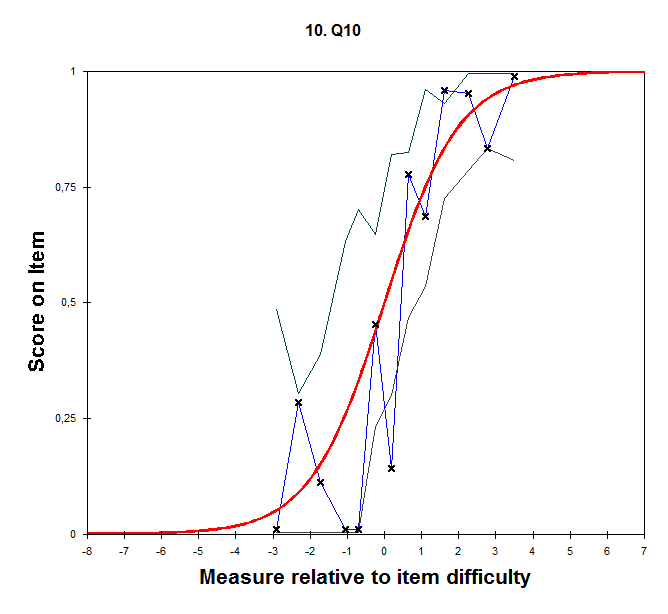 10. Q10
1
0,75
0,5
0,25
0
Score on Item
-8 -7 -6 -5 -4 -3 -2 -1 0 1 2 3 4 5 6 7
Measure relative to item difficulty